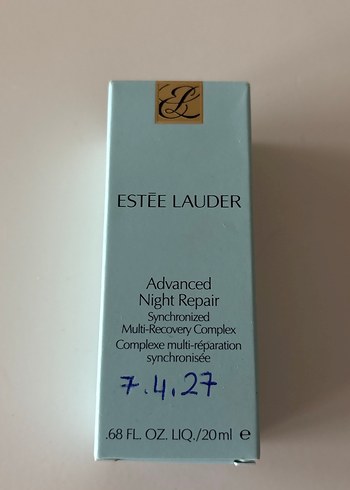 EL
ESTĒE LAUDER
Advanced
Night Repair
Synchronized
Multi-Recovery Complex
Complexe multi-réparation
synchronisée
7.4.27
.68 FL. OZ. LIQ./20 ml ℮